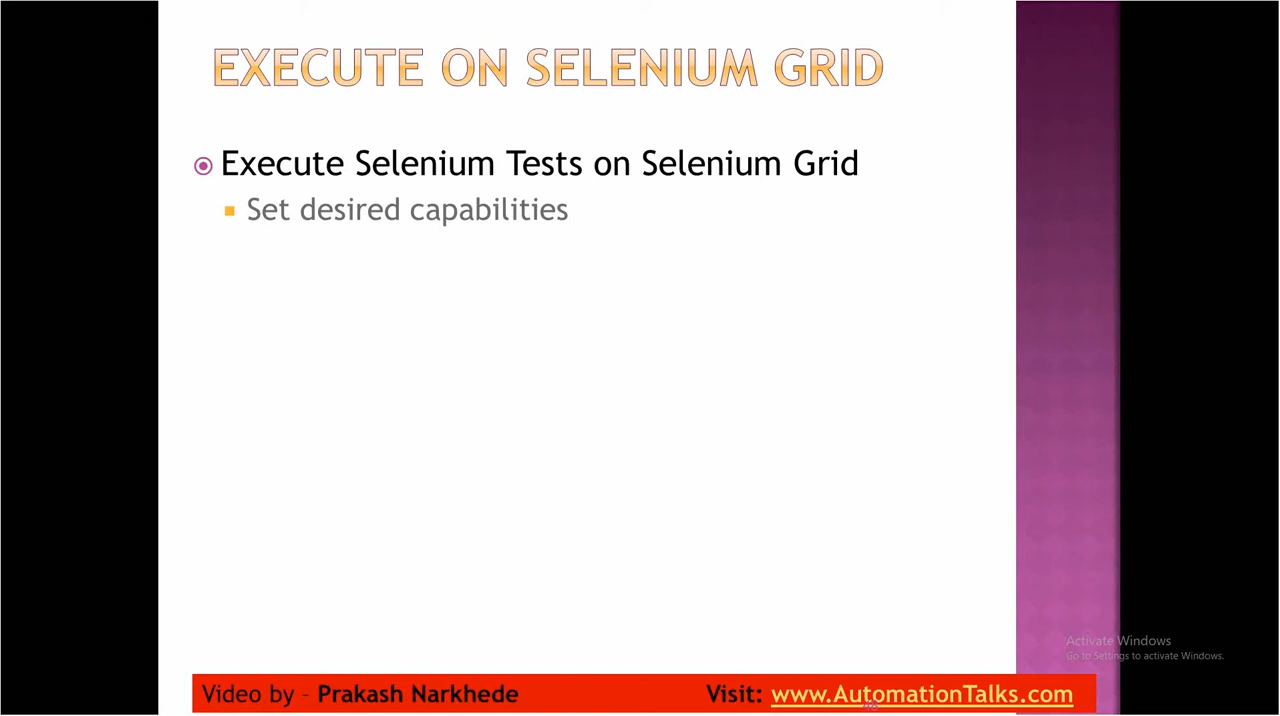 EXECUTE ON SELENIUM GRID
Execute Selenium Tests on Selenium Grid
Set desired capabilities
Activate Windows
Go to Settings to activate Windows.
Video by - Prakash Narkhede Visit: www.AutomationTalks.com